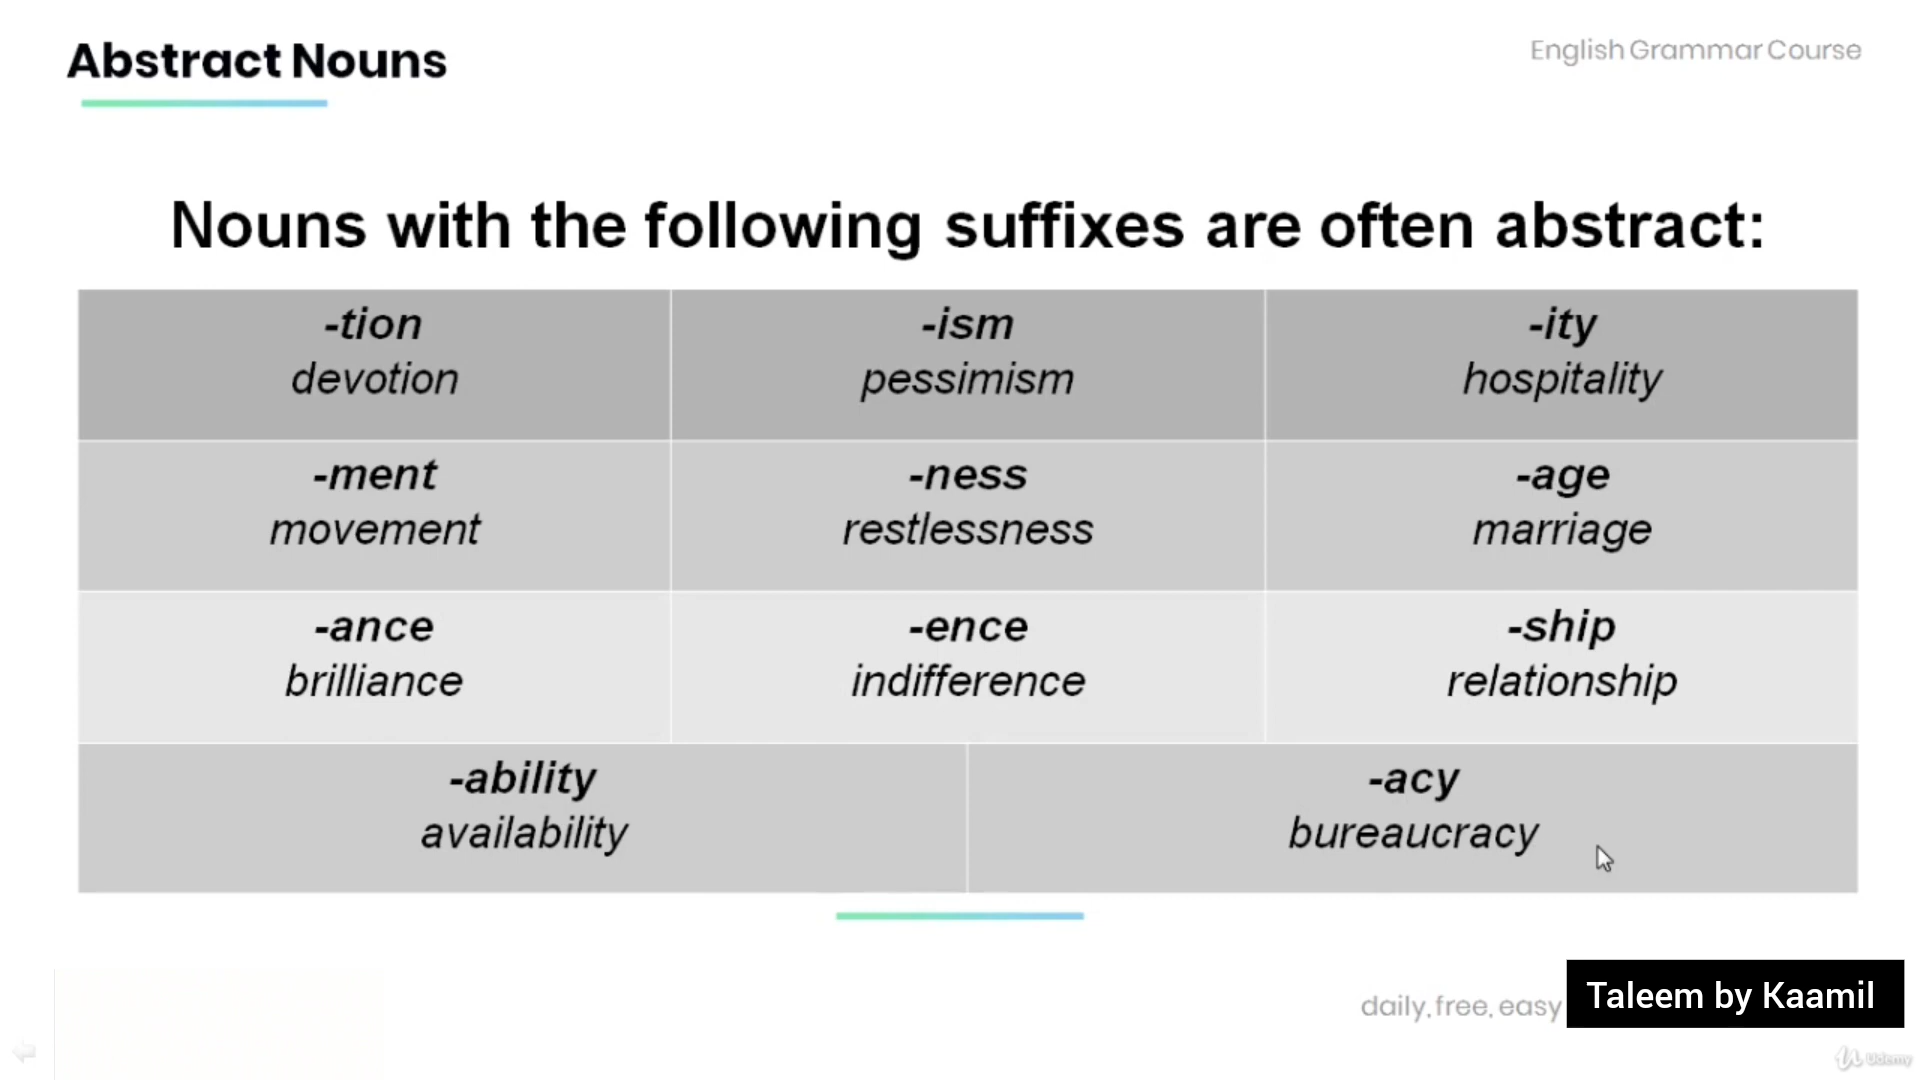 Abstract Nouns
English Grammar Course
Nouns with the following suffixes are often abstract:
-tion
devotion
-ism
pessimism
-ity
hospitality
-ment
movement
-ness
restlessness
-age
marriage
-ance
brilliance
-ence
indifference
-ship
relationship
-ability
availability
-acy
bureaucracy
daily, free, easy
Taleem by Kaamil
Udemy